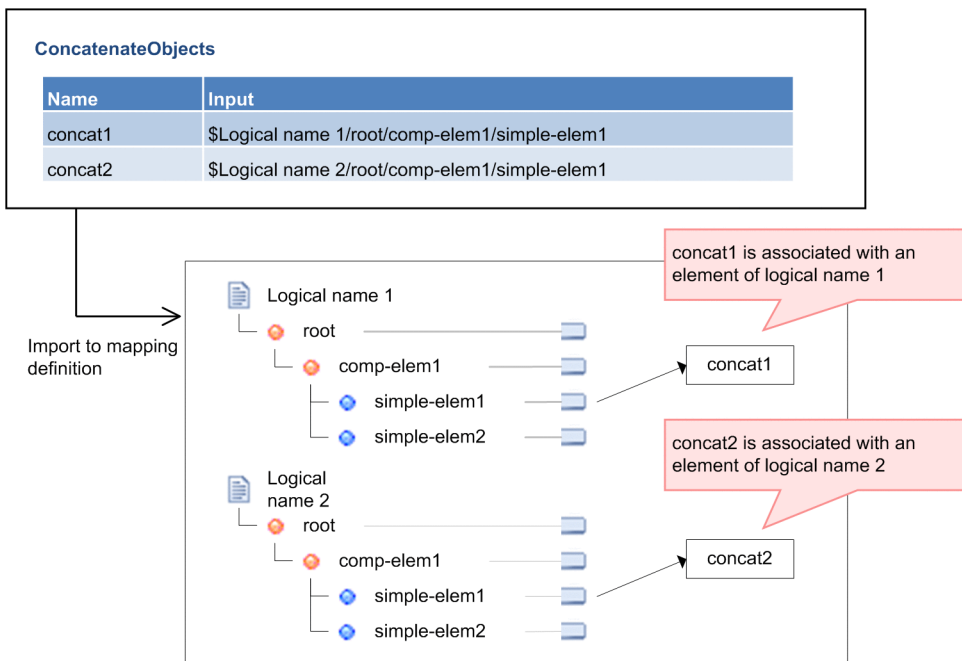 ConcatenateObjects
Name Input
concat1 $Logical name 1/root/comp-elem1/simple-elem1
concat2 $Logical name 2/root/comp-elem1/simple-elem1
concat1 is associated with an
element of logical name 1
Import to mapping
definition
Logical name 1
root
comp-elem1
concat1
simple-elem1
simple-elem2
concat2 is associated with an
element of logical name 2
Logical
name 2
root
comp-elem1
concat2
simple-elem1
simple-elem2